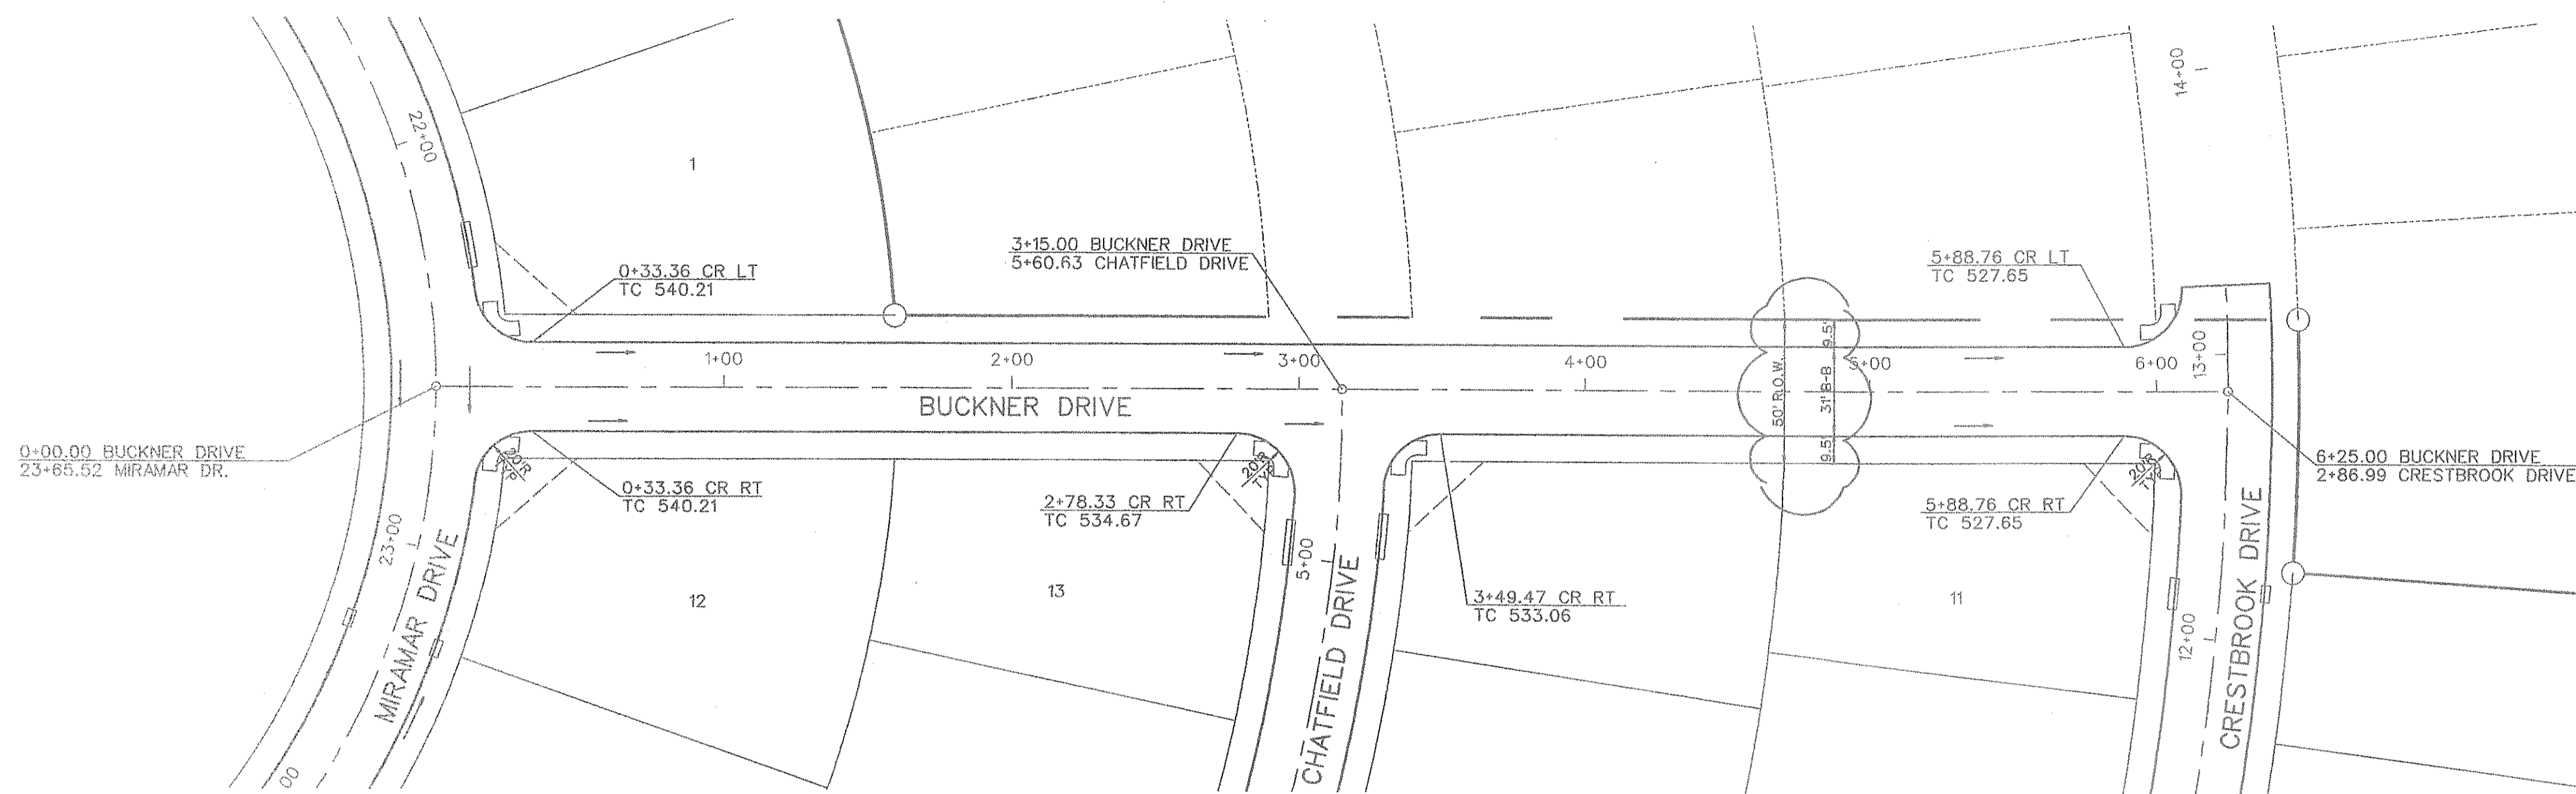 14+00
22+00
1
3+15.00 BUCKNER DRIVE
5+60.63 CHATFIELD DRIVE
5+88.76 CR LT
TC 527.65
0+33.36 CR LT
TC 540.21
1+00
2+00
3+00
4+00
5+00
6+00
13+00
9.5'
50' R.O.W.
31' B-B
9.5'
BUCKNER DRIVE
0+00.00 BUCKNER DRIVE
23+65.52 MIRAMAR DR.
6+25.00 BUCKNER DRIVE
2+86.99 CRESTBROOK DRIVE
20'R
TYP
0+33.36 CR RT
TC 540.21
2+78.33 CR RT
TC 534.67
20'R
TYP
5+88.76 CR RT
TC 527.65
20'R
TYP
23+00
5+00
3+49.47 CR RT
TC 533.06
12
13
11
12+00
MIRAMAR DRIVE
CHATFIELD DRIVE
CRESTBROOK DRIVE
00